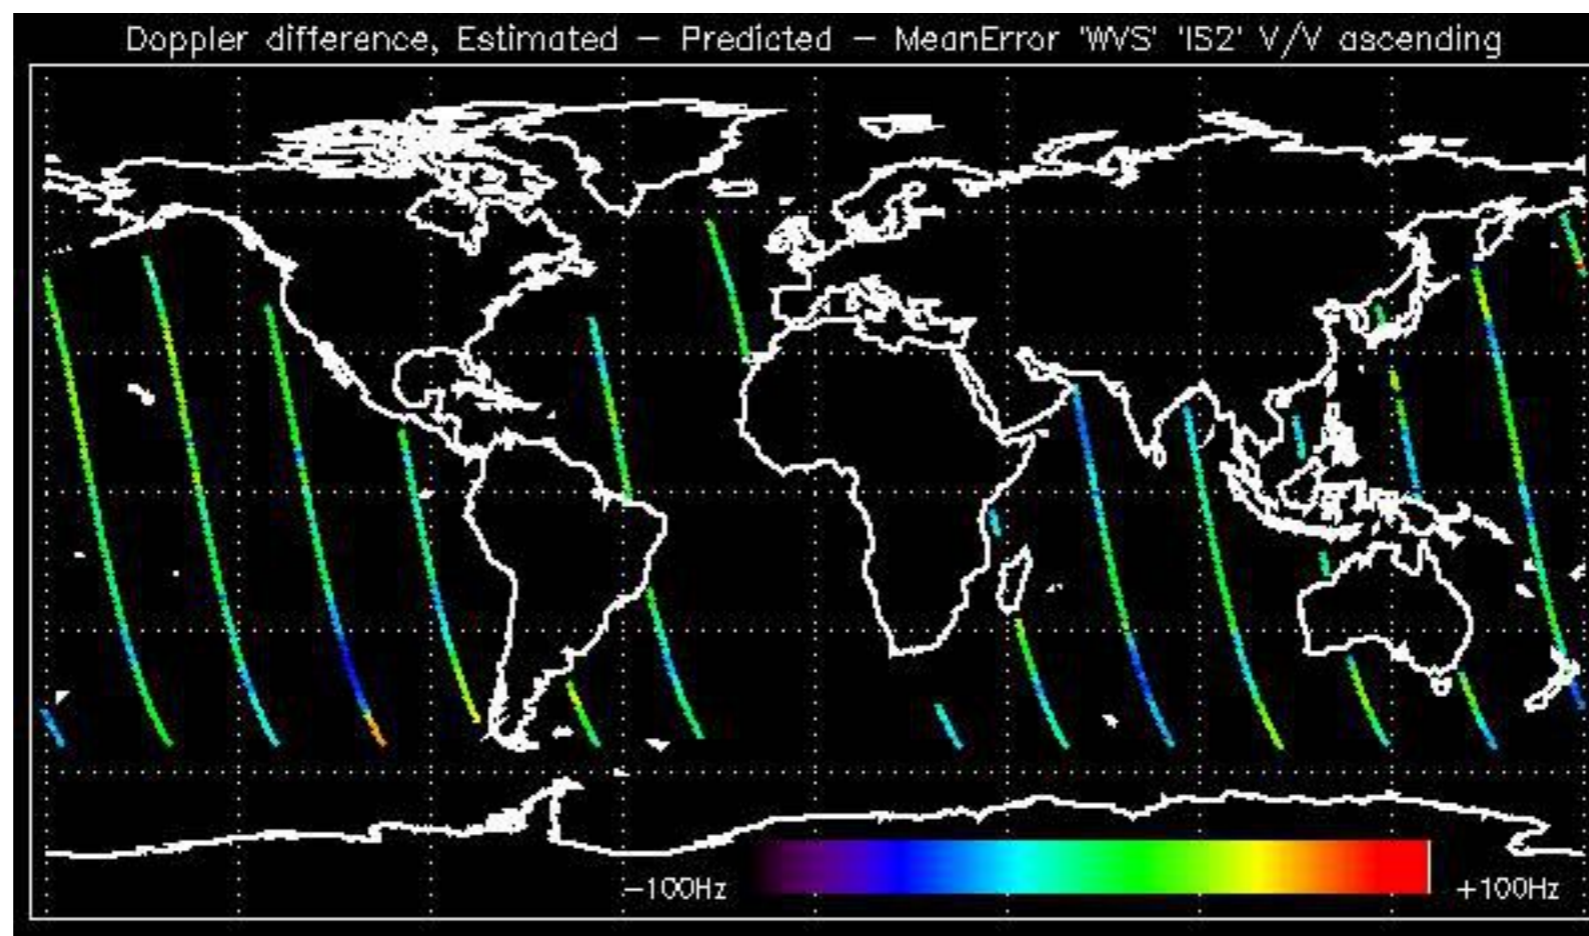 Doppler difference, Estimated – Predicted – MeanError 'WVS' 'IS2' V/V ascending
−100Hz +100Hz